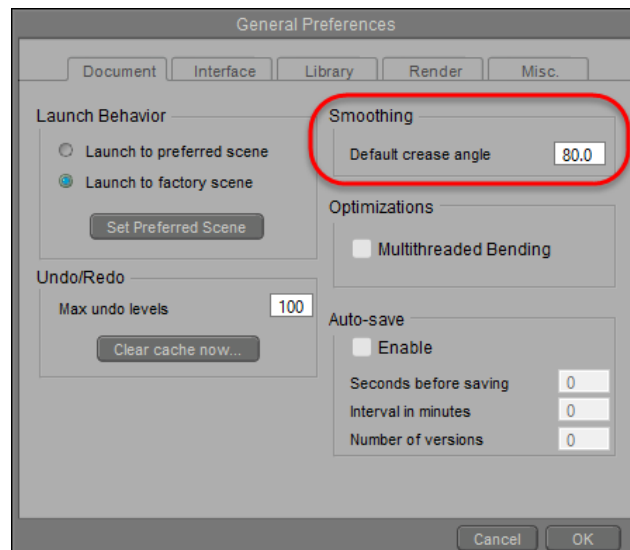 General Preferences
Document
Interface
Library
Render
Misc.
Launch Behavior
Launch to preferred scene
Launch to factory scene
Set Preferred Scene
Undo/Redo
Max undo levels 100
Clear cache now...
Smoothing
Default crease angle 80.0
Optimizations
Multithreaded Bending
Auto-save
Enable
Seconds before saving 0
Interval in minutes 0
Number of versions 0
Cancel
OK